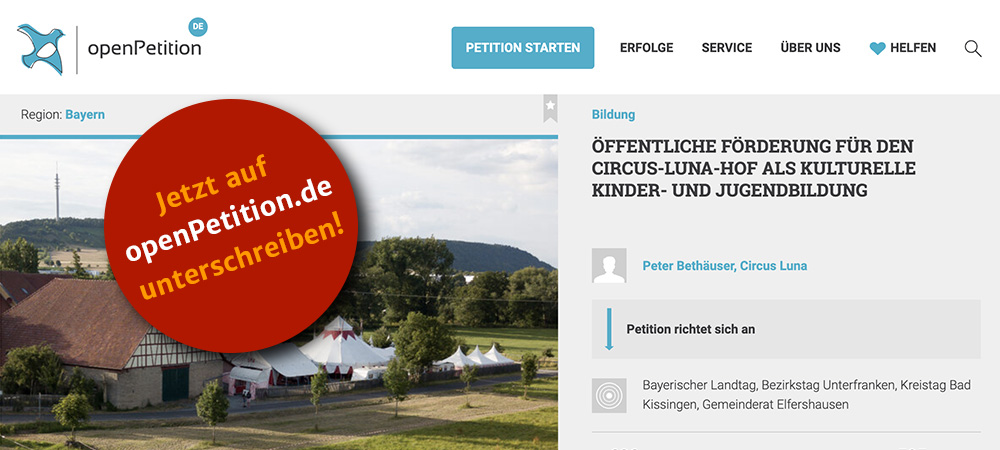 DE
openPetition
PETITION STARTEN
ERFOLGE
SERVICE
ÜBER UNS
HELFEN
Region: Bayern
Jetzt auf
openPetition.de
unterschreiben!
Bildung
ÖFFENTLICHE FÖRDERUNG FÜR DEN
CIRCUS-LUNA-HOF ALS KULTURELLE
KINDER- UND JUGENDBILDUNG
Peter Bethäuser, Circus Luna
Petition richtet sich an
Bayerischer Landtag, Bezirkstag Unterfranken, Kreistag Bad
Kissingen, Gemeinderat Elfershausen